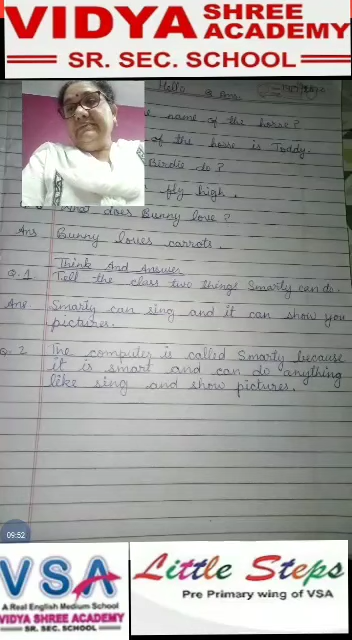 VIDYA SHREE ACADEMY
SR. SEC. SCHOOL
Hello
name of the horse?
of the horse is Toddy.
Birdie do?
fly high.
What does Bunny love?
Ans Bunny loves carrots.
Think And Answer
Q.1 Tell the class two things Smarty can do.
Ans Smarty can sing and it can show you
pictures.
Q.2 The computer is called Smarty because
it is smart and can do anything
like sing and show pictures.
09:52
VSA
A Real English Medium School
VIDYA SHREE ACADEMY
SR. SEC. SCHOOL
Little Steps
Pre Primary wing of VSA